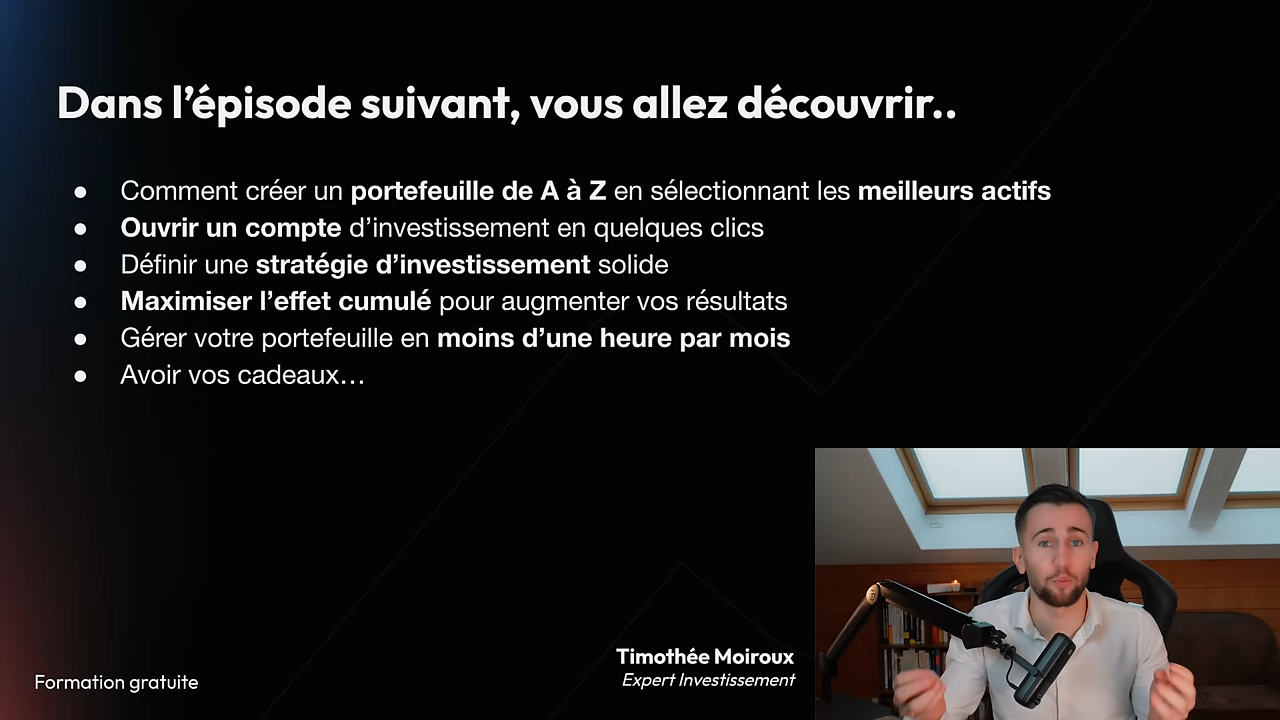 Dans l’épisode suivant, vous allez découvrir..
● Comment créer un portefeuille de A à Z en sélectionnant les meilleurs actifs
● Ouvrir un compte d’investissement en quelques clics
● Définir une stratégie d’investissement solide
● Maximiser l’effet cumulé pour augmenter vos résultats
● Gérer votre portefeuille en moins d’une heure par mois
● Avoir vos cadeaux…
Timothée Moiroux
Expert Investissement
Formation gratuite